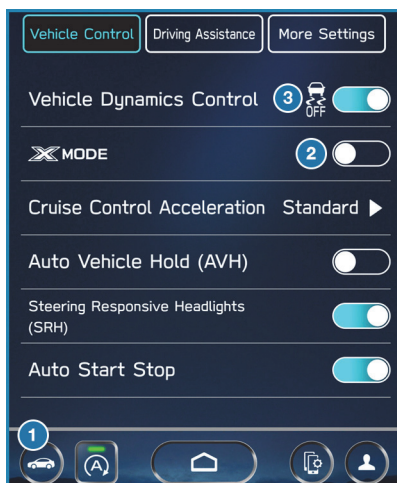 Vehicle Control
Driving Assistance
More Settings
Vehicle Dynamics Control 3
OFF
X MODE 2
Cruise Control Acceleration Standard
Auto Vehicle Hold (AVH)
Steering Responsive Headlights
(SRH)
Auto Start Stop
1
A